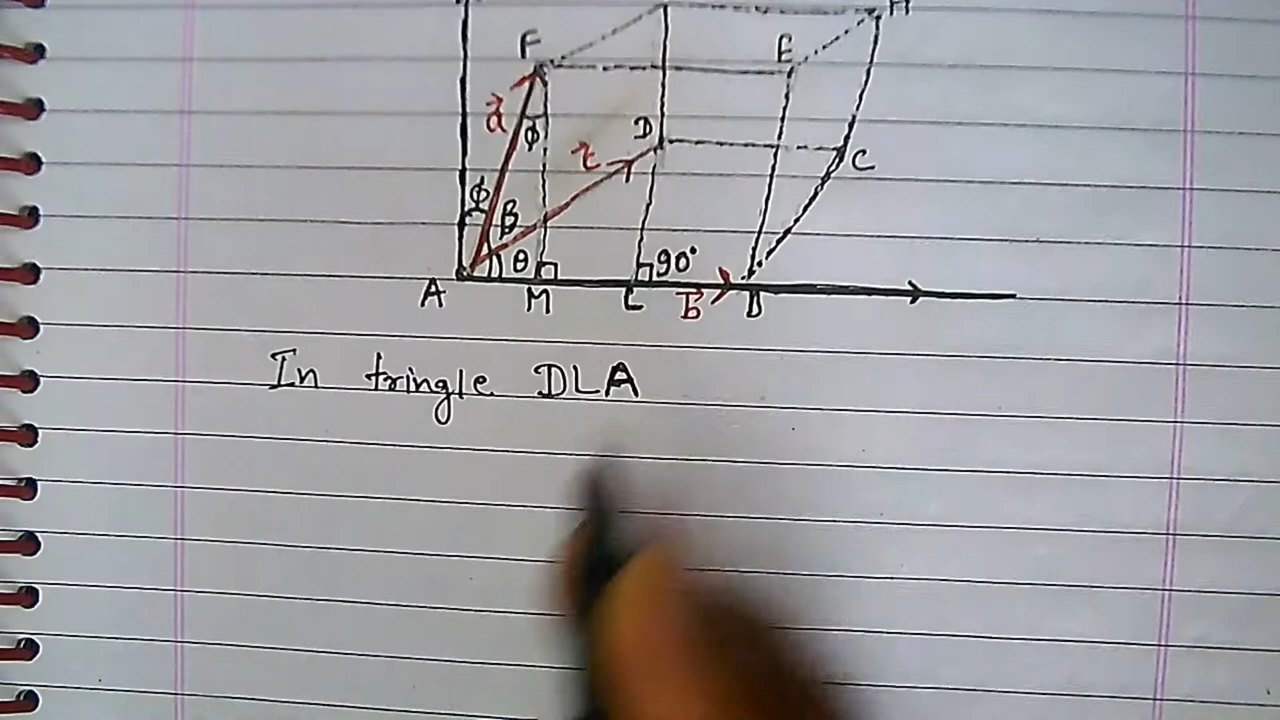 H
F E
a⃗
ϕ D
c⃗ C
ϕ
B
θ 90°
A M L b⃗ B
In tringle DLA